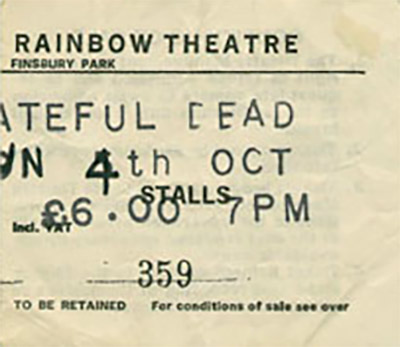 RAINBOW THEATRE
FINSBURY PARK
ATEFUL DEAD
UN 4th OCT
STALLS
£6.00 7PM
Incl. VAT
359
TO BE RETAINED For conditions of sale see over